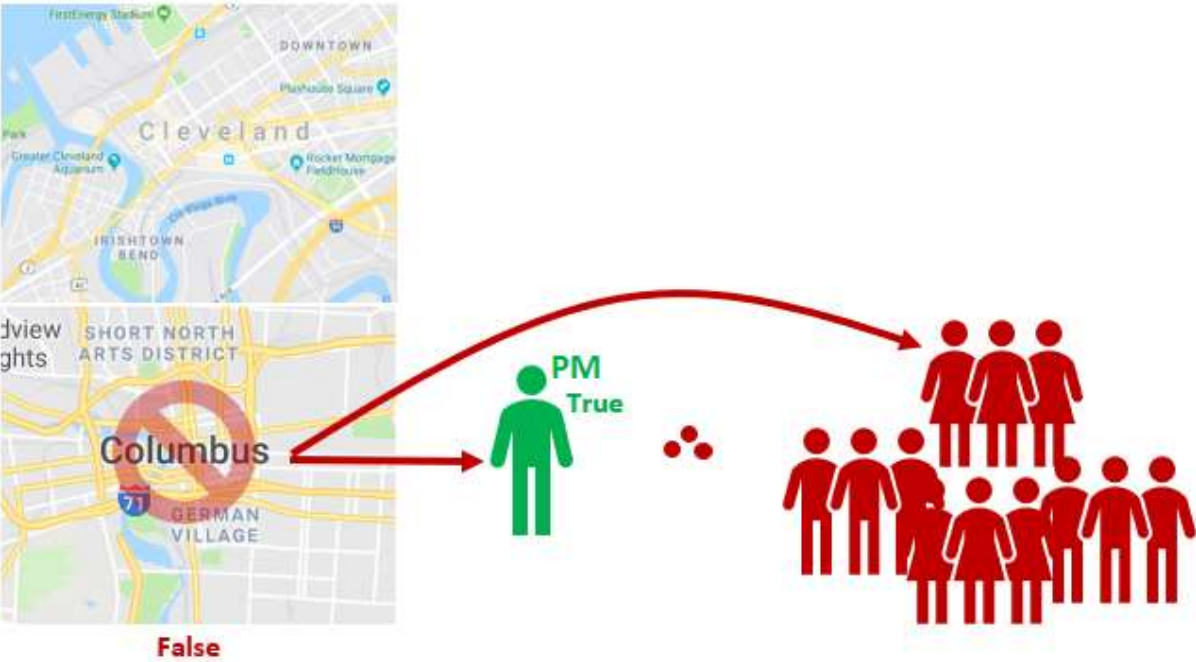 FirstEnergy Stadium
DOWNTOWN
Playhouse Square
Cleveland
Park
Greater Cleveland
Aquarium
Rocket Mortgage
FieldHouse
IRISHTOWN
BEND
dview
ghts
SHORT NORTH
ARTS DISTRICT
PM
True
Columbus
71
GERMAN
VILLAGE
False